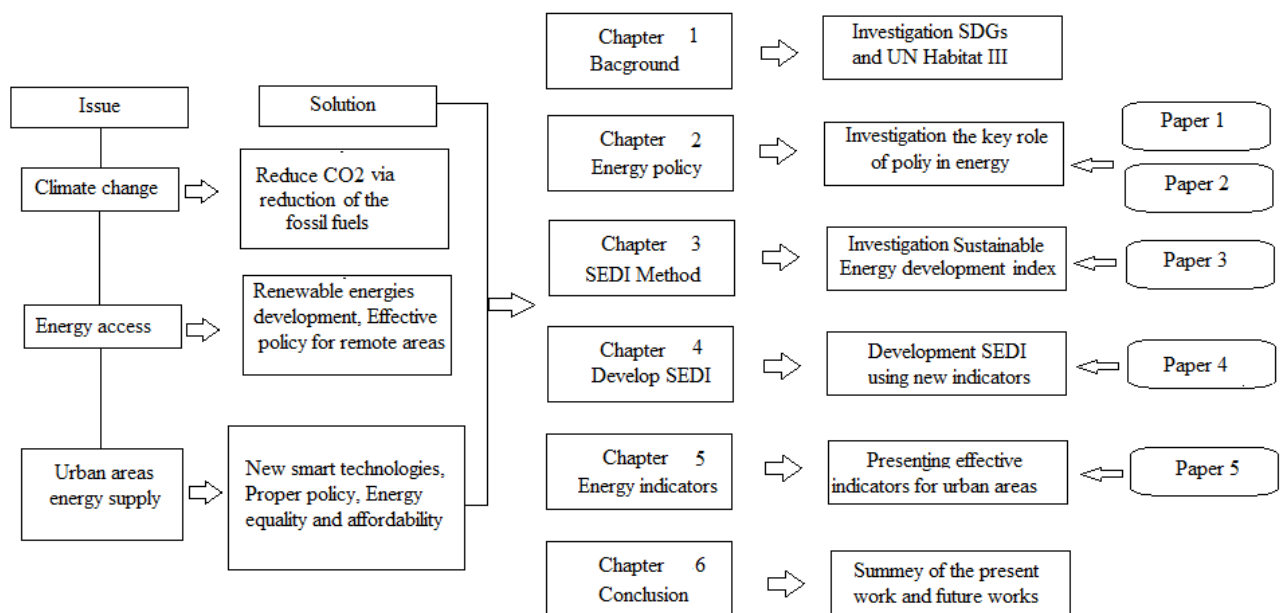 Issue
Climate change
Energy access
Urban areas
energy supply
Solution
Reduce CO2 via
reduction of the
fossil fuels
Renewable energies
development, Effective
policy for remote areas
New smart technologies,
Proper policy, Energy
equality and affordability
Chapter 1
Bacground
Investigation SDGs
and UN Habitat III
Chapter 2
Energy policy
Investigation the key role
of poliy in energy
Paper 1
Paper 2
Chapter 3
SEDI Method
Investigation Sustainable
Energy development index
Paper 3
Chapter 4
Develop SEDI
Development SEDI
using new indicators
Paper 4
Chapter 5
Energy indicators
Presenting effective
indicators for urban areas
Paper 5
Chapter 6
Conclusion
Summey of the present
work and future works